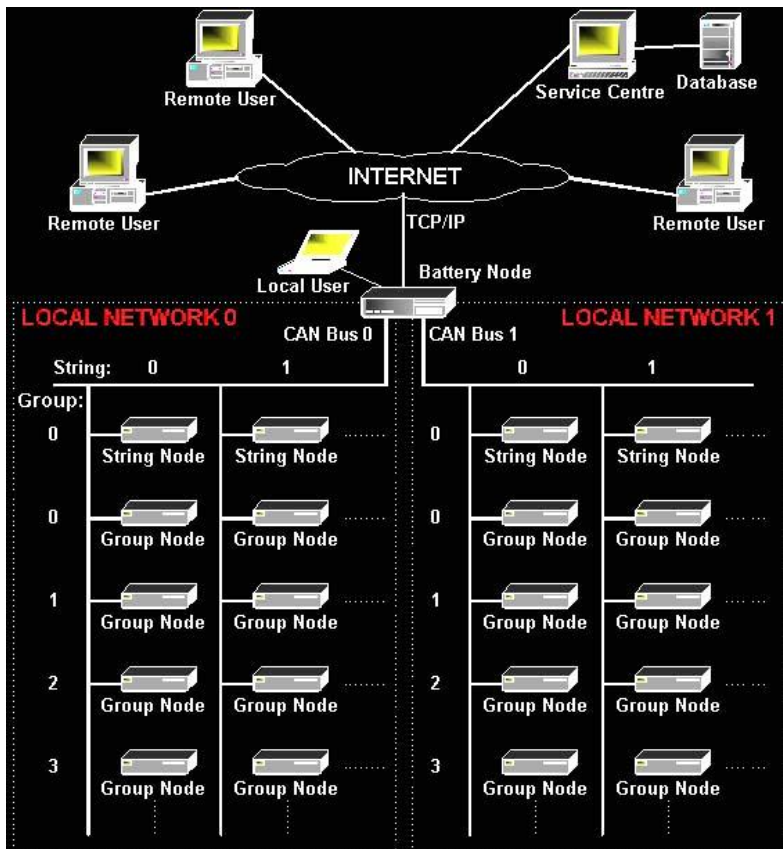 Remote User
Service Centre
Database
Remote User
INTERNET
Remote User
TCP/IP
Local User
Battery Node
LOCAL NETWORK 0
CAN Bus 0
CAN Bus 1
LOCAL NETWORK 1
String: 0 1
0 1
Group:
0 String Node String Node
0 String Node String Node
0 Group Node Group Node
0 Group Node Group Node
1 Group Node Group Node
1 Group Node Group Node
2 Group Node Group Node
2 Group Node Group Node
3 Group Node Group Node
3 Group Node Group Node